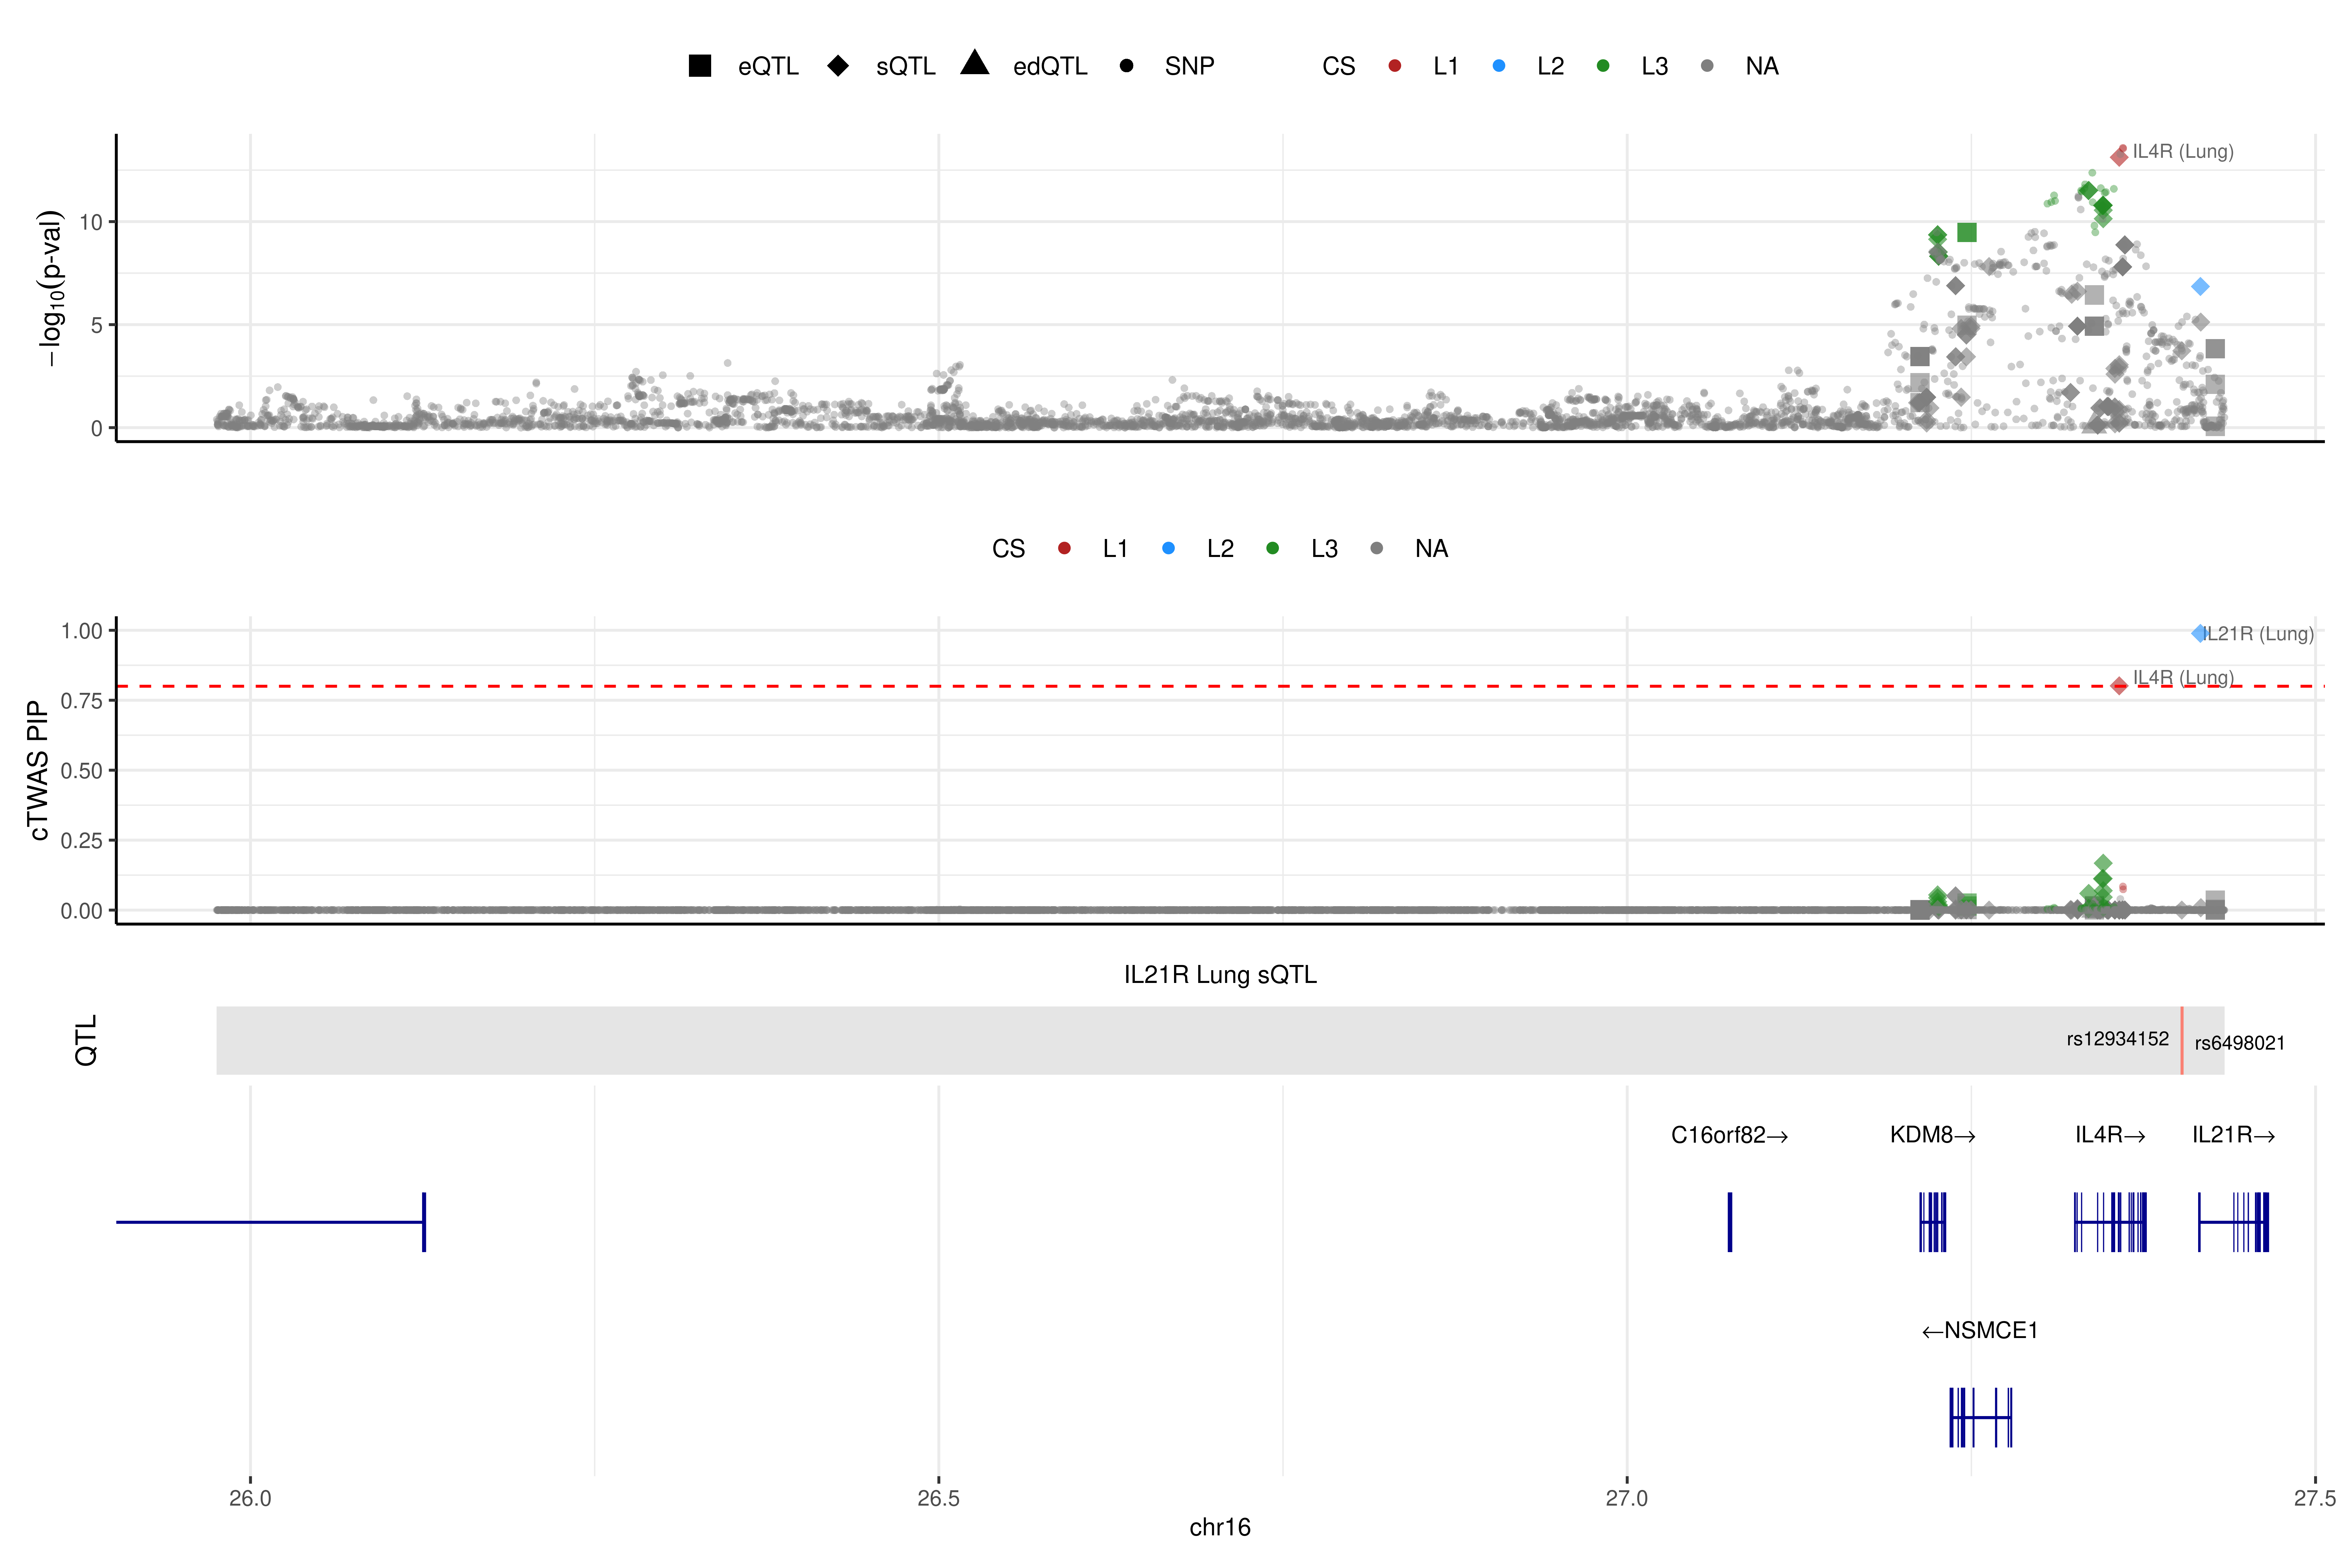 eQTL sQTL edQTL SNP CS L1 L2 L3 NA
IL4R (Lung)
−log10(p-val)
10
5
0
CS L1 L2 L3 NA
1.00
IL21R (Lung)
IL4R (Lung)
0.75
cTWAS PIP
0.50
0.25
0.00
IL21R Lung sQTL
QTL
rs12934152 rs6498021
C16orf82→ KDM8→ IL4R→ IL21R→
←NSMCE1
26.0 26.5 27.0 27.5
chr16